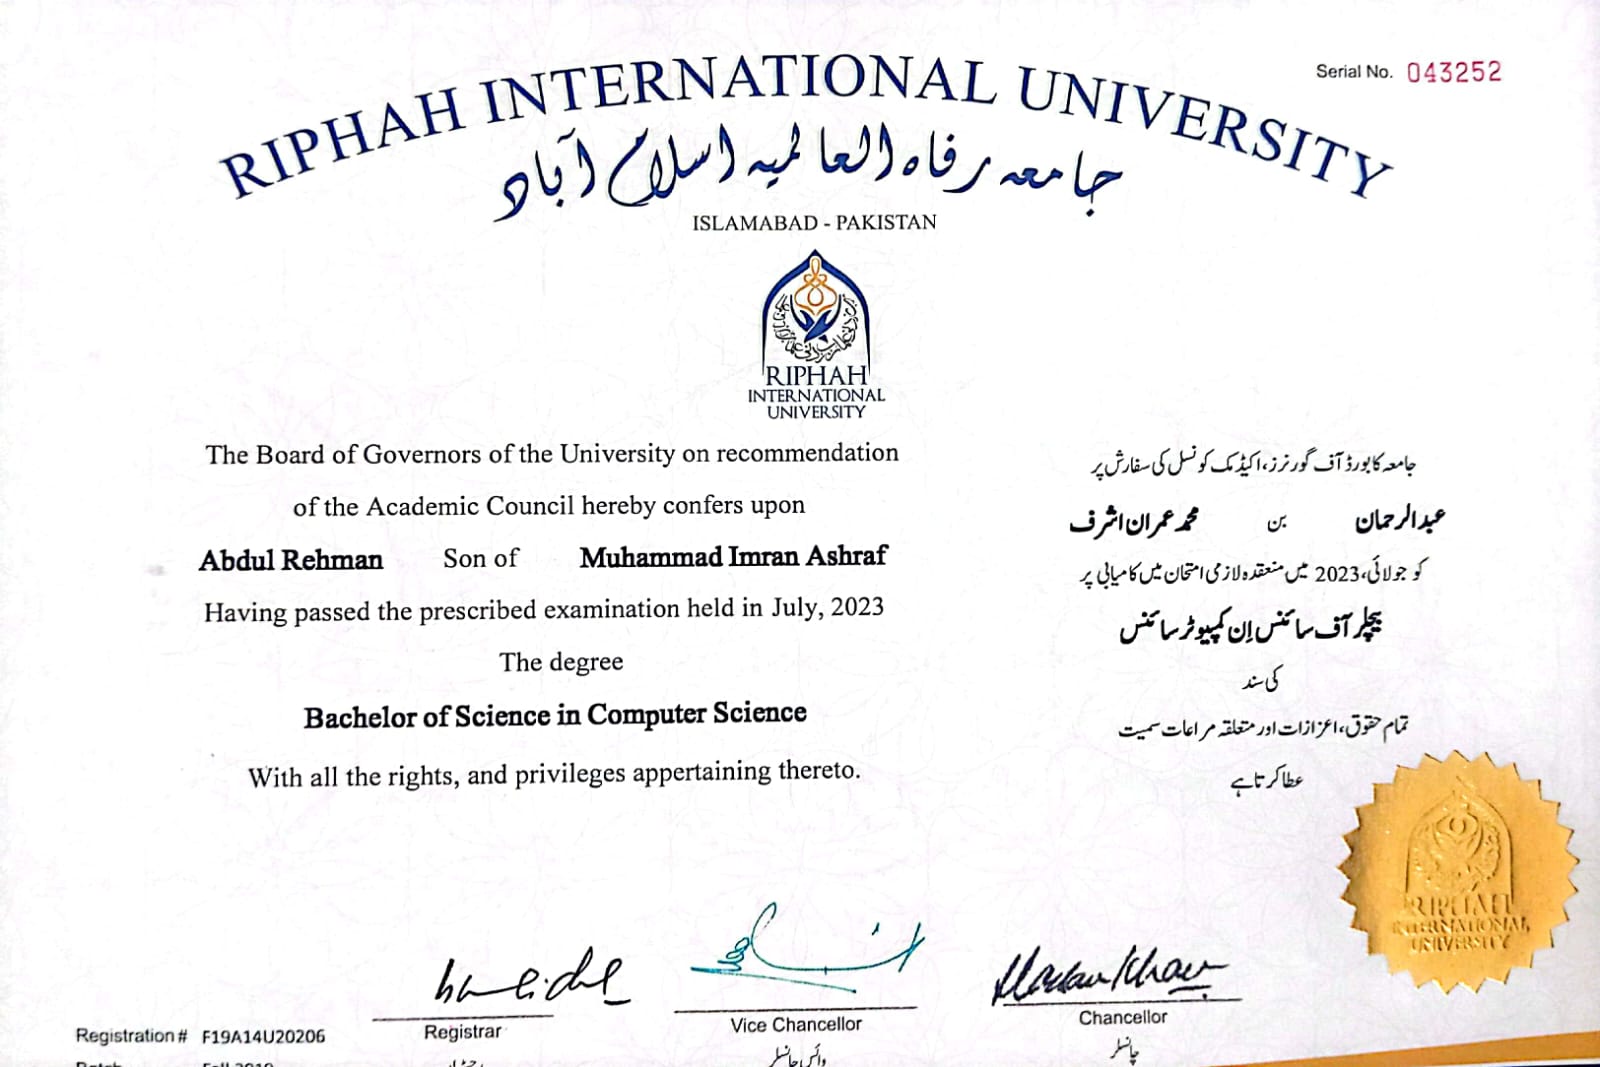 Serial No. 043252
RIPHAH INTERNATIONAL UNIVERSITY
جامعہ رفاہ العالمیہ اسلام آباد
ISLAMABAD - PAKISTAN
RIPHAH
INTERNATIONAL
UNIVERSITY
The Board of Governors of the University on recommendation
of the Academic Council hereby confers upon
Abdul Rehman Son of Muhammad Imran Ashraf
Having passed the prescribed examination held in July, 2023
The degree
Bachelor of Science in Computer Science
With all the rights, and privileges appertaining thereto.
جامعہ کا بورڈ آف گورنرز، اکیڈمک کونسل کی سفارش پر
عبدالرحمان بن محمد عمران اشرف
کو جولائی، 2023 میں منعقدہ لازمی امتحان میں کامیابی پر
بیچلر آف سائنس اِن کمپیوٹر سائنس
کی سند
تمام حقوق، اعزازات اور متعلقہ مراعات سمیت
عطا کرتا ہے
RIPHAH
INTERNATIONAL
UNIVERSITY
Registrar
Vice Chancellor
وائس چانسلر
Chancellor
چانسلر
Registration # F19A14U20206